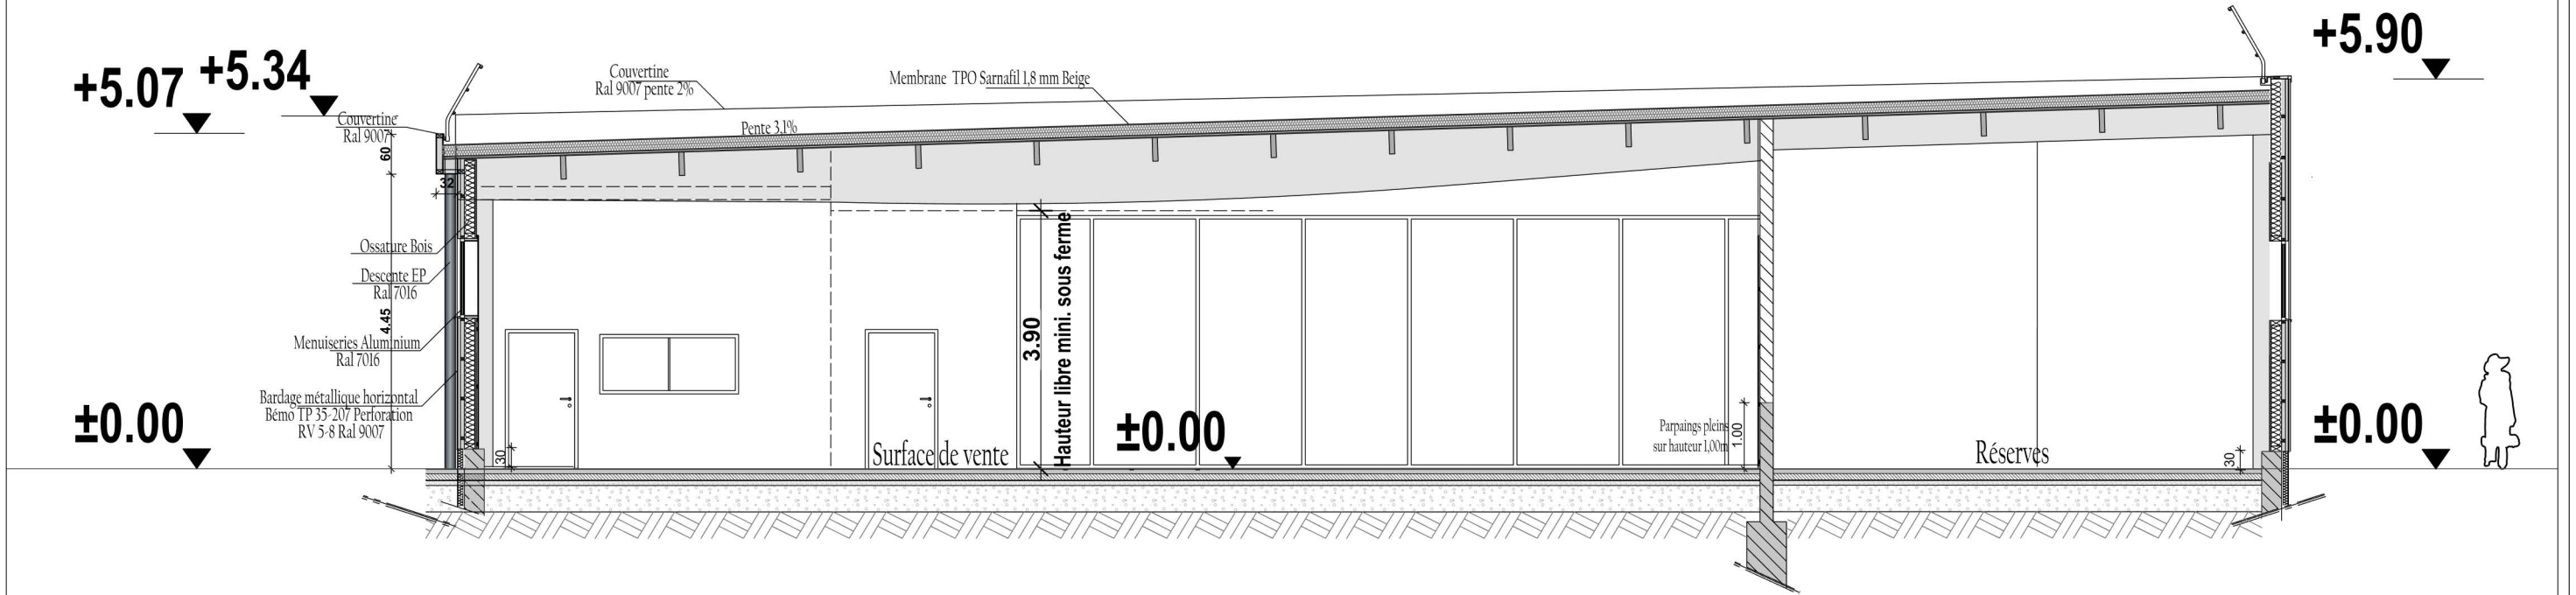 +5.07
+5.34
+5.90
Couvertine
Ral 9007 pente 2%
Membrane TPO Sarnafil 1,8 mm Beige
Couvertine
Ral 9007
Pente 3,1%
60
32
Ossature Bois
Descente EP
Ral 7016
4.45
Menuiseries Aluminium
Ral 7016
Bardage métallique horizontal
Bémo TP 35-207 Perforation
RV 5-8 Ral 9007
±0.00
30
Surface de vente
3.90
Hauteur libre mini. sous ferme
±0.00
Parpaings pleins
sur hauteur 1,00m
1.00
Réserves
30
±0.00